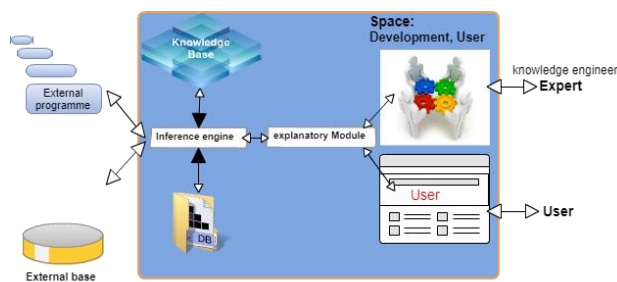 Space:
Development, User
Knowledge
Base
External
programme
knowledge engineer
Expert
Inference engine
explanatory Module
User
User
DB
External base